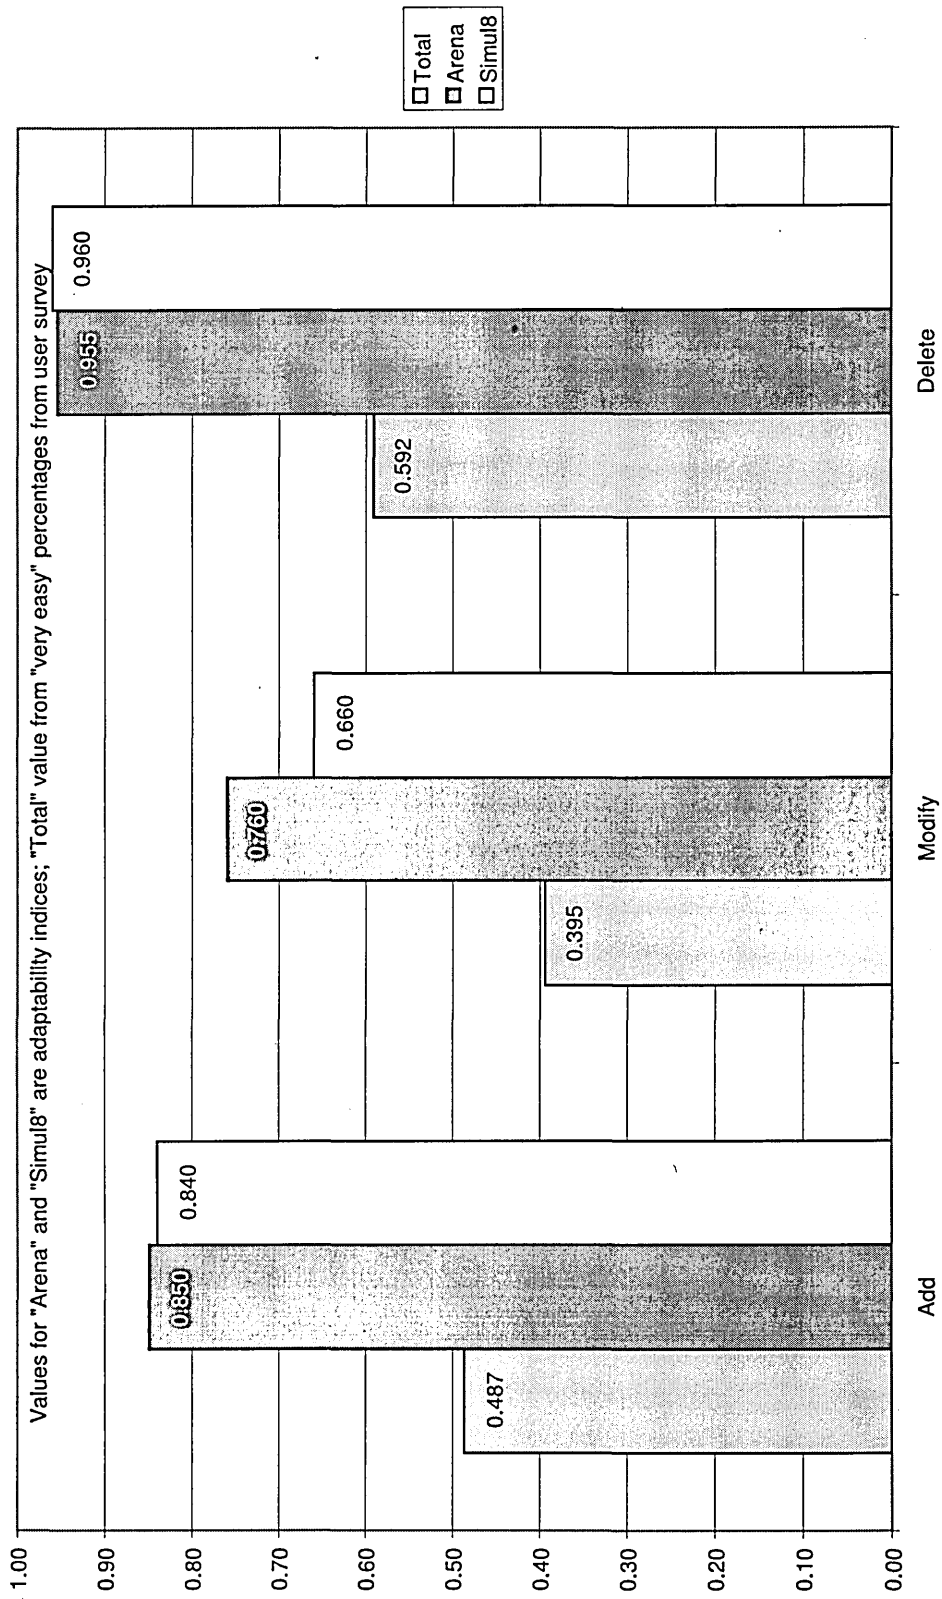 Values for "Arena" and "Simul8" are adaptability indices; "Total" value from "very easy" percentages from user survey
1.00
0.90
0.80
0.70
0.60
0.50
0.40
0.30
0.20
0.10
0.00
0.487
0.850
0.840
0.395
0.760
0.660
0.592
0.955
0.960
Add
Modify
Delete
Total
Arena
Simul8